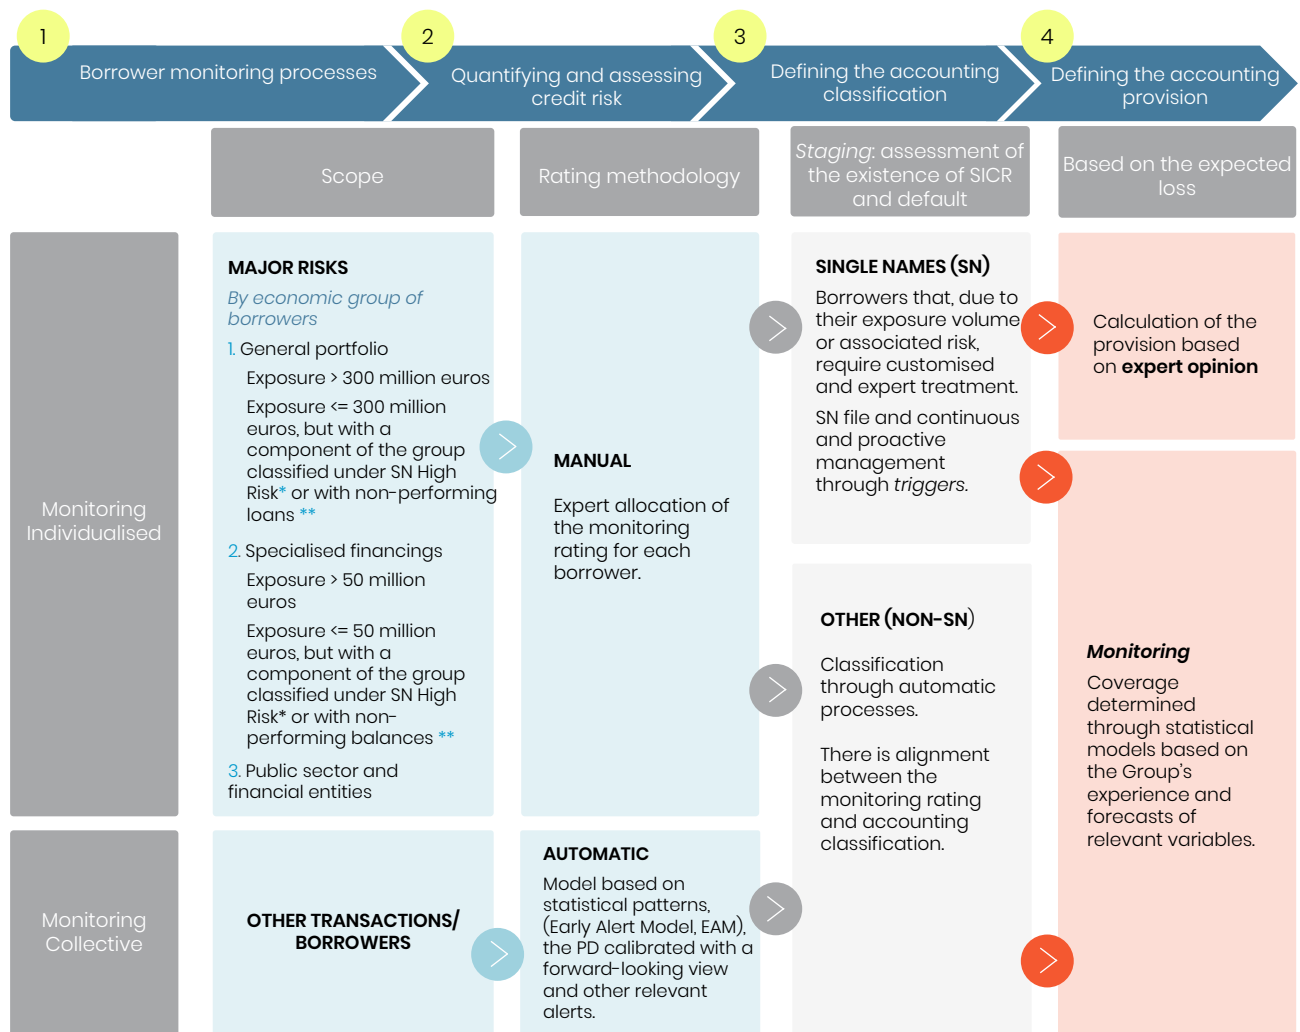 1
Borrower monitoring processes
2
Quantifying and assessing
credit risk
3
Defining the accounting
classification
4
Defining the accounting
provision
Scope
Rating methodology
Staging: assessment of
the existence of SICR
and default
Based on the expected
loss
Monitoring
Individualised
MAJOR RISKS
By economic group of
borrowers
1. General portfolio
Exposure > 300 million euros
Exposure <= 300 million
euros, but with a
component of the group
classified under SN High
Risk* or with non-performing
loans **
2. Specialised financings
Exposure > 50 million
euros
Exposure <= 50 million
euros, but with a
component of the group
classified under SN High
Risk* or with non-
performing balances **
3. Public sector and
financial entities
MANUAL
Expert allocation of
the monitoring
rating for each
borrower.
SINGLE NAMES (SN)
Borrowers that, due to
their exposure volume
or associated risk,
require customised
and expert treatment.
SN file and continuous
and proactive
management
through triggers.
Calculation of the
provision based
on expert opinion
OTHER (NON-SN)
Classification
through automatic
processes.
There is alignment
between the
monitoring rating
and accounting
classification.
Monitoring
Coverage
determined
through statistical
models based on
the Group's
experience and
forecasts of
relevant variables.
Monitoring
Collective
OTHER TRANSACTIONS/
BORROWERS
AUTOMATIC
Model based on
statistical patterns,
(Early Alert Model, EAM),
the PD calibrated with a
forward-looking view
and other relevant
alerts.